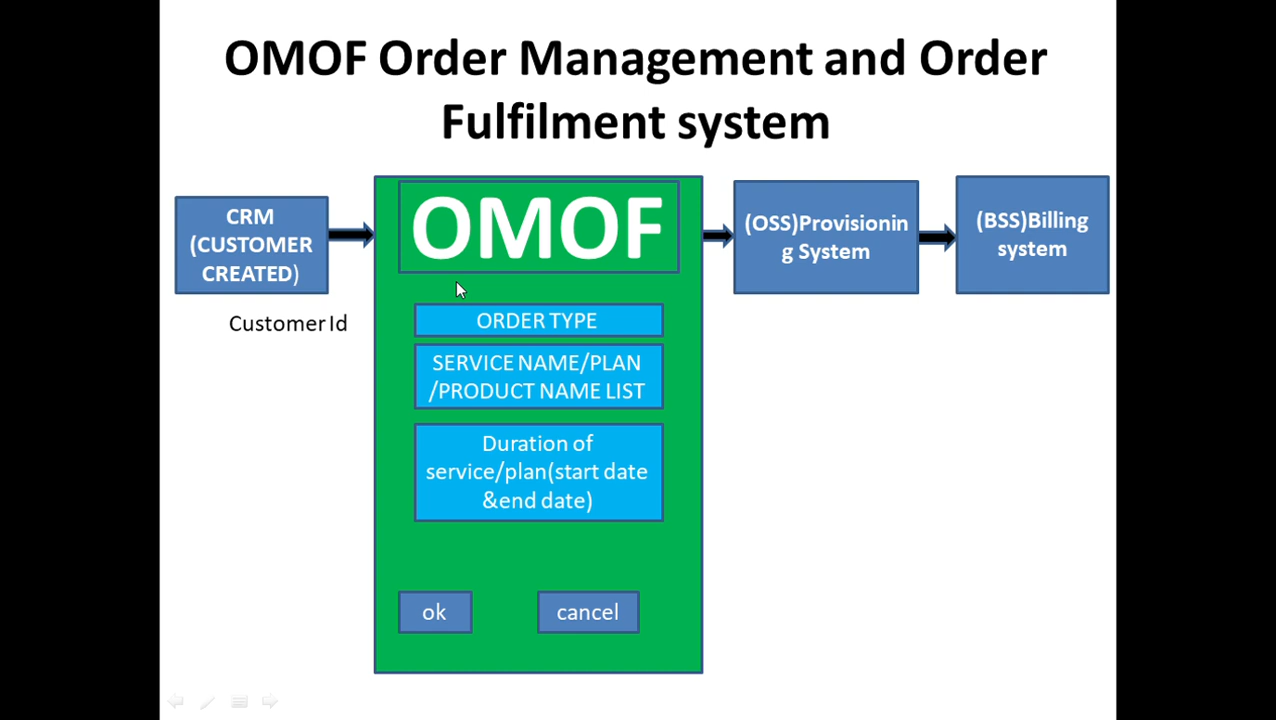 OMOF Order Management and Order
Fulfilment system
CRM
(CUSTOMER
CREATED)
Customer Id
OMOF
ORDER TYPE
SERVICE NAME/PLAN
/PRODUCT NAME LIST
Duration of
service/plan(start date
&end date)
ok
cancel
(OSS)Provisionin
g System
(BSS)Billing
system